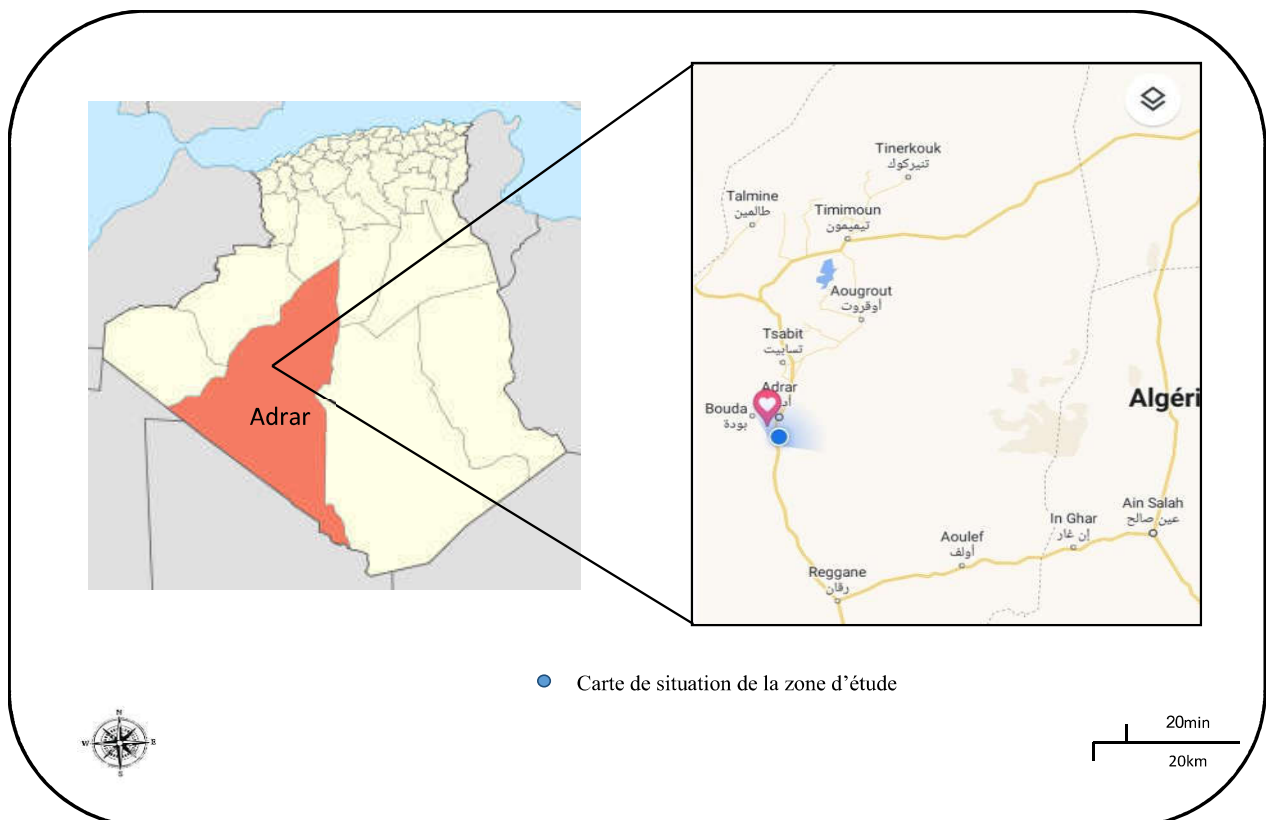 Adrar
Tinerkouk
تنيركوك
Talmine
طالمين
Timimoun
تيميمون
Aougrout
أوقروت
Tsabit
تسابيت
Adrar
Bouda
بودة
Algéri
Ain Salah
عين صالح
In Ghar
إن غار
Aoulef
أولف
Reggane
رقان
Carte de situation de la zone d'étude
N
W
E
S
20min
20km